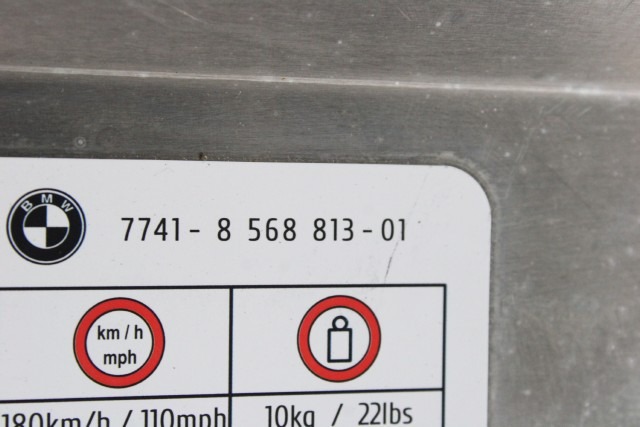 BMW
7741 - 8 568 813 - 01
km / h
mph
180km/h / 110mph
10kg / 22lbs